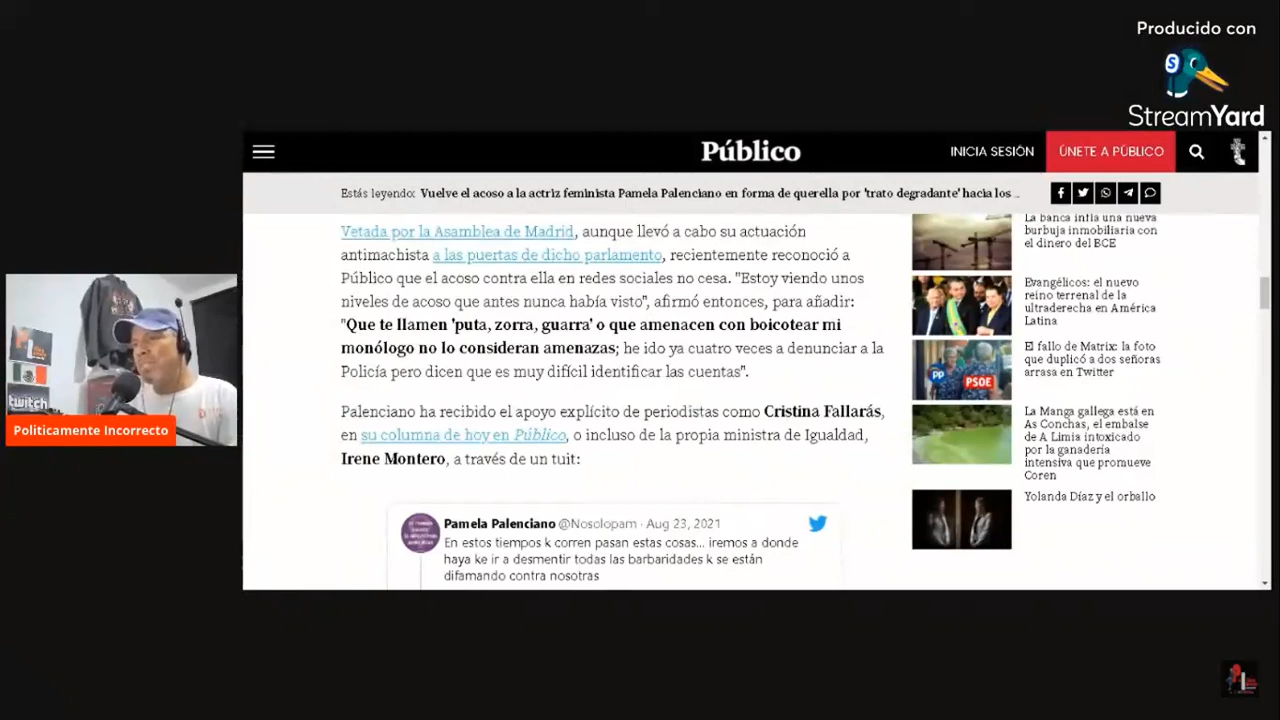 Producido con
StreamYard
Público
INICIA SESIÓN
ÚNETE A PÚBLICO
Estás leyendo: Vuelve el acoso a la actriz feminista Pamela Palenciano en forma de querella por 'trato degradante' hacia los ...
Vetada por la Asamblea de Madrid, aunque llevó a cabo su actuación
antimachista a las puertas de dicho parlamento, recientemente reconoció a
Público que el acoso contra ella en redes sociales no cesa. "Estoy viendo unos
niveles de acoso que antes nunca había visto", afirmó entonces, para añadir:
"Que te llamen 'puta, zorra, guarra' o que amenacen con boicotear mi
monólogo no lo consideran amenazas; he ido ya cuatro veces a denunciar a la
Policía pero dicen que es muy difícil identificar las cuentas".
Palenciano ha recibido el apoyo explícito de periodistas como Cristina Fallarás,
en su columna de hoy en Público, o incluso de la propia ministra de Igualdad,
Irene Montero, a través de un tuit:
Pamela Palenciano @Nosolopam · Aug 23, 2021
En estos tiempos k corren pasan estas cosas... iremos a donde
haya ke ir a desmentir todas las barbaridades k se están
difamando contra nosotras
La banca infla una nueva
burbuja inmobiliaria con
el dinero del BCE
Evangélicos: el nuevo
reino terrenal de la
ultraderecha en América
Latina
El fallo de Matrix: la foto
que duplicó a dos señoras
arrasa en Twitter
PP
PSOE
La Manga gallega está en
As Conchas, el embalse
de A Limia intoxicado
por la ganadería
intensiva que promueve
Coren
Yolanda Díaz y el orballo
twitch
Politicamente Incorrecto